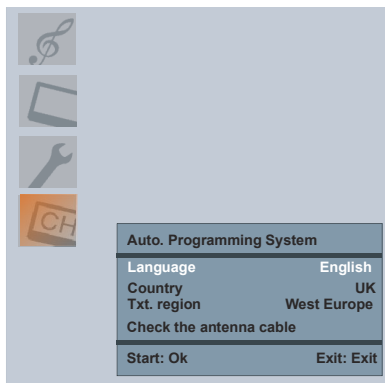 CH
Auto. Programming System
Language English
Country UK
Txt. region West Europe
Check the antenna cable
Start: Ok Exit: Exit